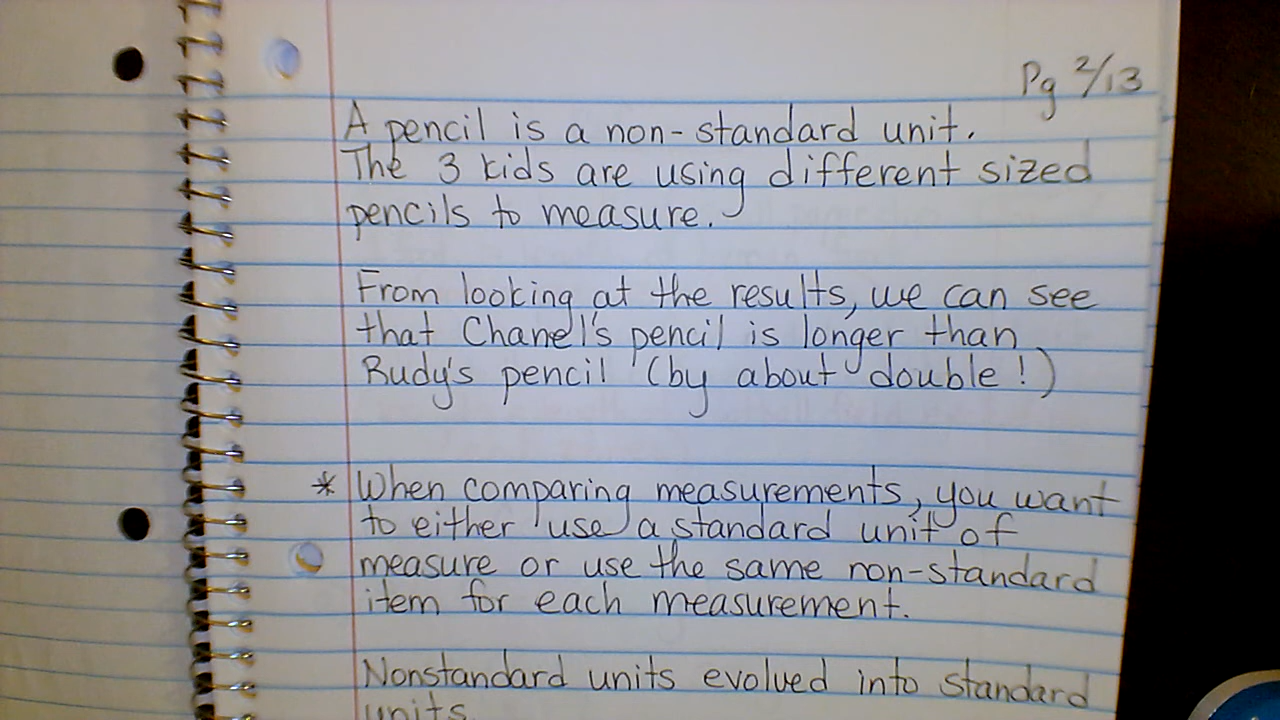 Pg 2/13
A pencil is a non-standard unit.
The 3 kids are using different sized
pencils to measure.
From looking at the results, we can see
that Chanel's pencil is longer than
Rudy's pencil (by about double!)
* When comparing measurements, you want
to either use a standard unit of
measure or use the same non-standard
item for each measurement.
Nonstandard units evolved into standard
units